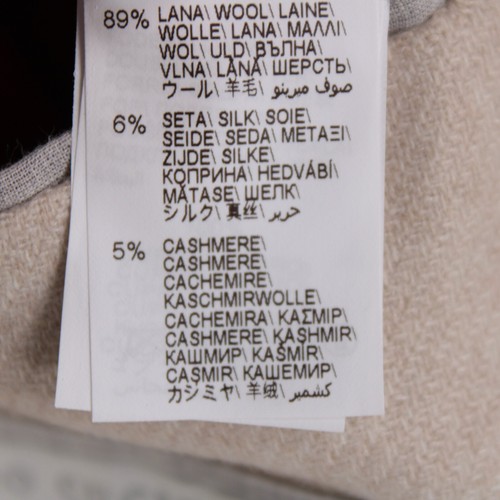 89% LANA\ WOOL\ LAINE\
WOLLE\ LANA\ ΜΑΛΛΙ\
WOL\ ULD\ ВЪЛНА\
VLNA\ LÂNĂ\ ШЕРСТЬ\
ウール\ 羊毛\ صوف ميرينو\
6% SETA\ SILK\ SOIE\
SEIDE\ SEDA\ ΜΕΤΑΞΙ\
ZIJDE\ SILKE\
КОПРИНА\ HEDVÁBÍ\
MĂTASE\ ШЕЛК\
シルク\ 真丝\ حرير\
5% CASHMERE\
CASHMERE\
CACHEMIRE\
KASCHMIRWOLLE\
CACHEMIRA\ ΚΑΣΜΙΡ\
CASHMERE\ KASHMIR\
КАШМИР\ KAŠMÍR\
CAŞMIR\ КАШЕМИР\
カシミヤ\ 羊绒\ كشمير\